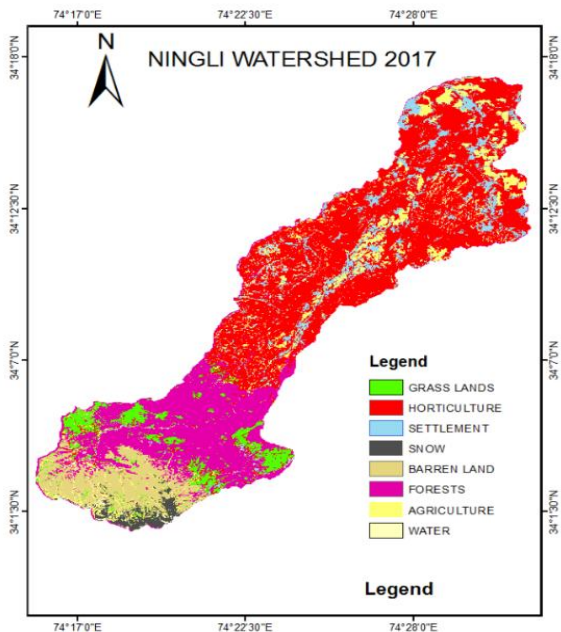 74°17'0"E 74°22'30"E 74°28'0"E
N
NINGLI WATERSHED 2017
34°18'0"N 34°18'0"N
34°12'30"N 34°12'30"N
34°7'0"N 34°7'0"N
Legend
GRASS LANDS
HORTICULTURE
SETTLEMENT
SNOW
BARREN LAND
FORESTS
AGRICULTURE
WATER
34°1'30"N 34°1'30"N
Legend
74°17'0"E 74°22'30"E 74°28'0"E